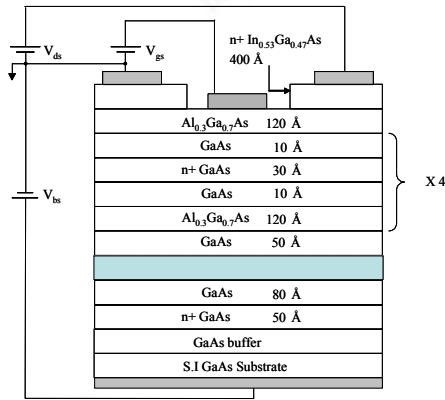 V_ds
V_gs
n+ In_0.53Ga_0.47As
400 Å
Al_0.3Ga_0.7As 120 Å
GaAs 10 Å
n+ GaAs 30 Å
GaAs 10 Å
X 4
V_bs
Al_0.3Ga_0.7As 120 Å
GaAs 50 Å
GaAs 80 Å
n+ GaAs 50 Å
GaAs buffer
S.I GaAs Substrate